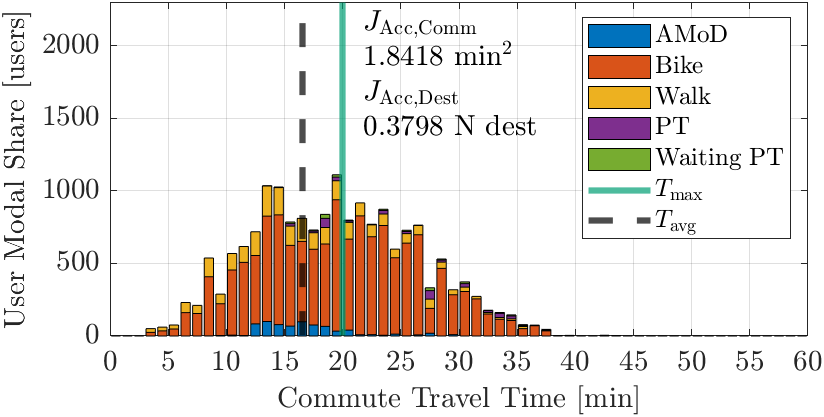 User Modal Share [users]
2000
1500
1000
500
0
J_Acc,Comm
1.8418 min²
J_Acc,Dest
0.3798 N dest
AMoD
Bike
Walk
PT
Waiting PT
T_max
T_avg
0 5 10 15 20 25 30 35 40 45 50 55 60
Commute Travel Time [min]